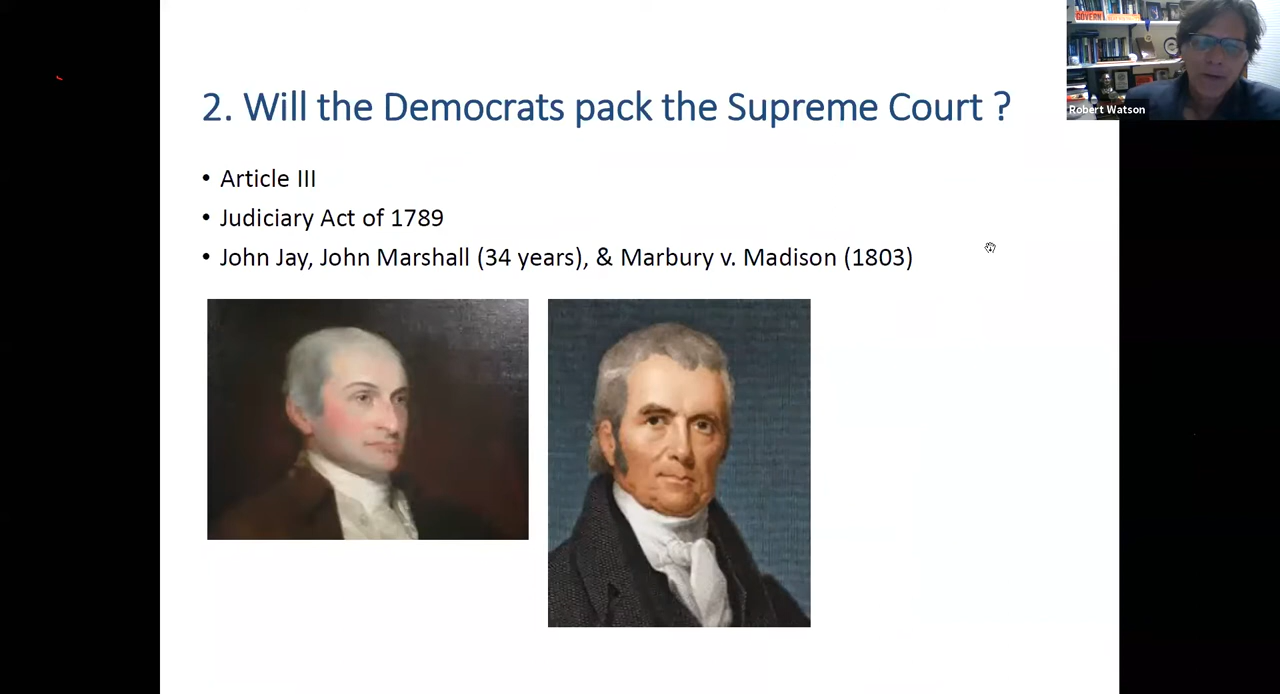 2. Will the Democrats pack the Supreme Court ?
• Article III
• Judiciary Act of 1789
• John Jay, John Marshall (34 years), & Marbury v. Madison (1803)
GOVERN
Robert Watson